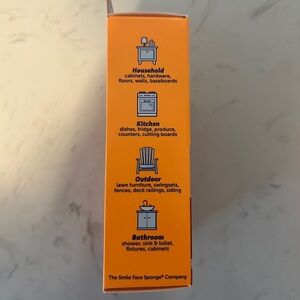 Household
cabinets, hardware,
floors, walls, baseboards
Kitchen
dishes, fridge, produce,
counters, cutting boards
Outdoor
lawn furniture, swingsets,
fences, deck railings, siding
Bathroom
shower, sink & toilet,
fixtures, cabinets
The Smile Face Sponge® Company